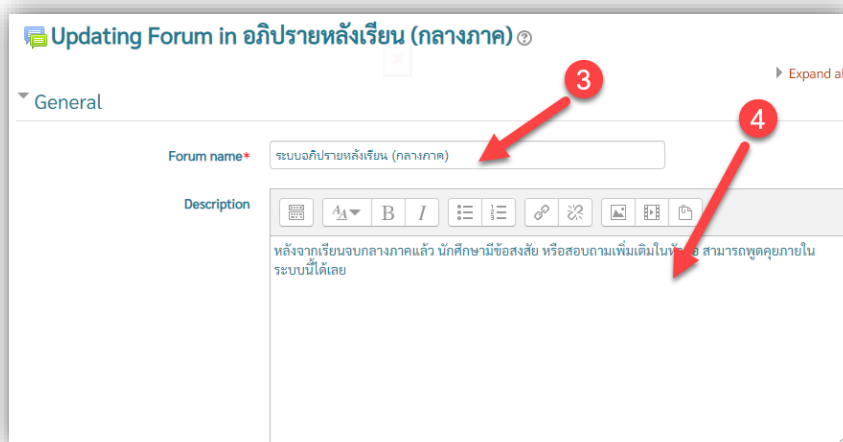 Updating Forum in อภิปรายหลังเรียน (กลางภาค)
3
Expand al
General
4
Forum name*
ระบบอภิปรายหลังเรียน (กลางภาค)
Description
B I
หลังจากเรียนจบกลางภาคแล้ว นักศึกษามีข้อสงสัย หรือสอบถามเพิ่มเติมใน สามารถพูดคุยภายใน
ระบบนี้ได้เลย